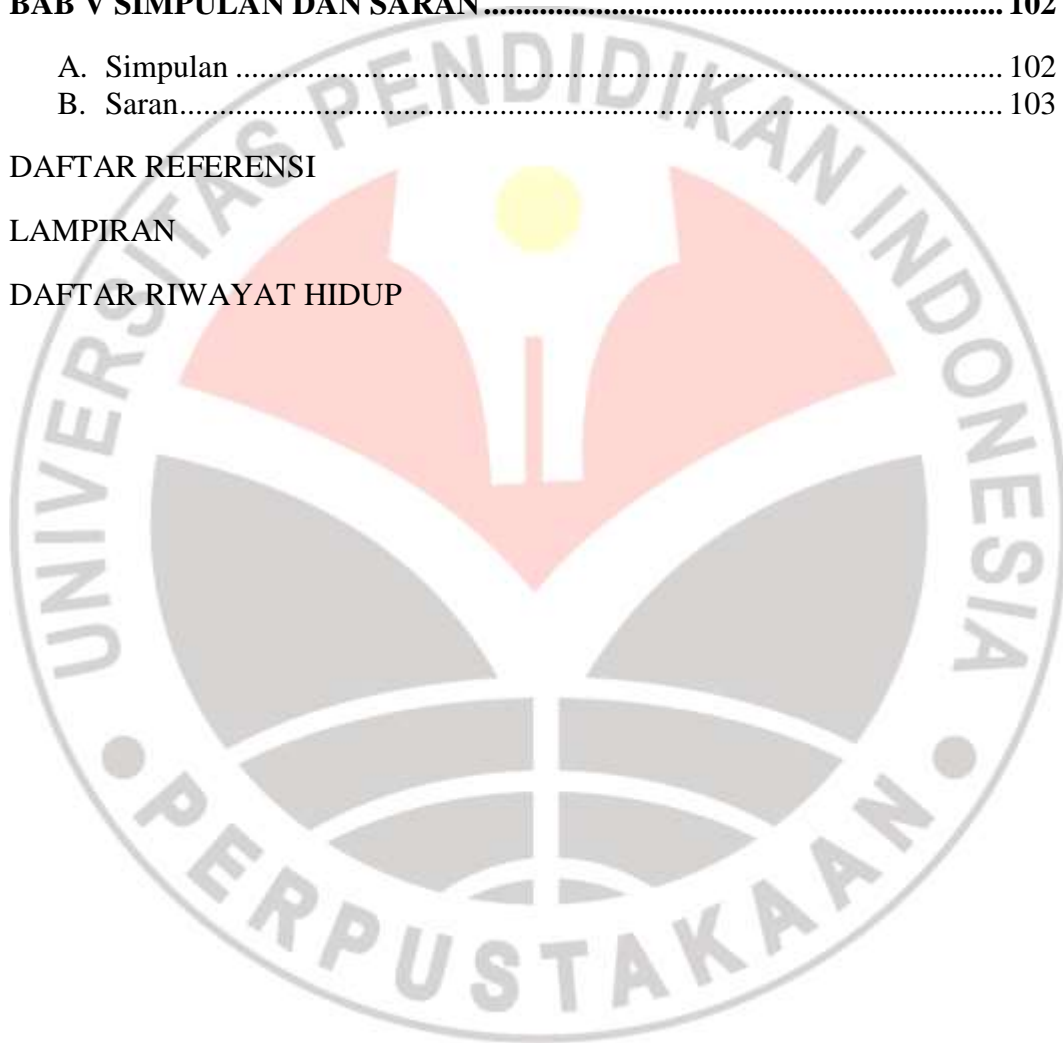 BAB V SIMPULAN DAN SARAN ................................................................. 102
A. Simpulan ................................................................................. 102
B. Saran....................................................................................... 103
DAFTAR REFERENSI
LAMPIRAN
DAFTAR RIWAYAT HIDUP
UNIVERSITAS PENDIDIKAN INDONESIA
PERPUSTAKAAN